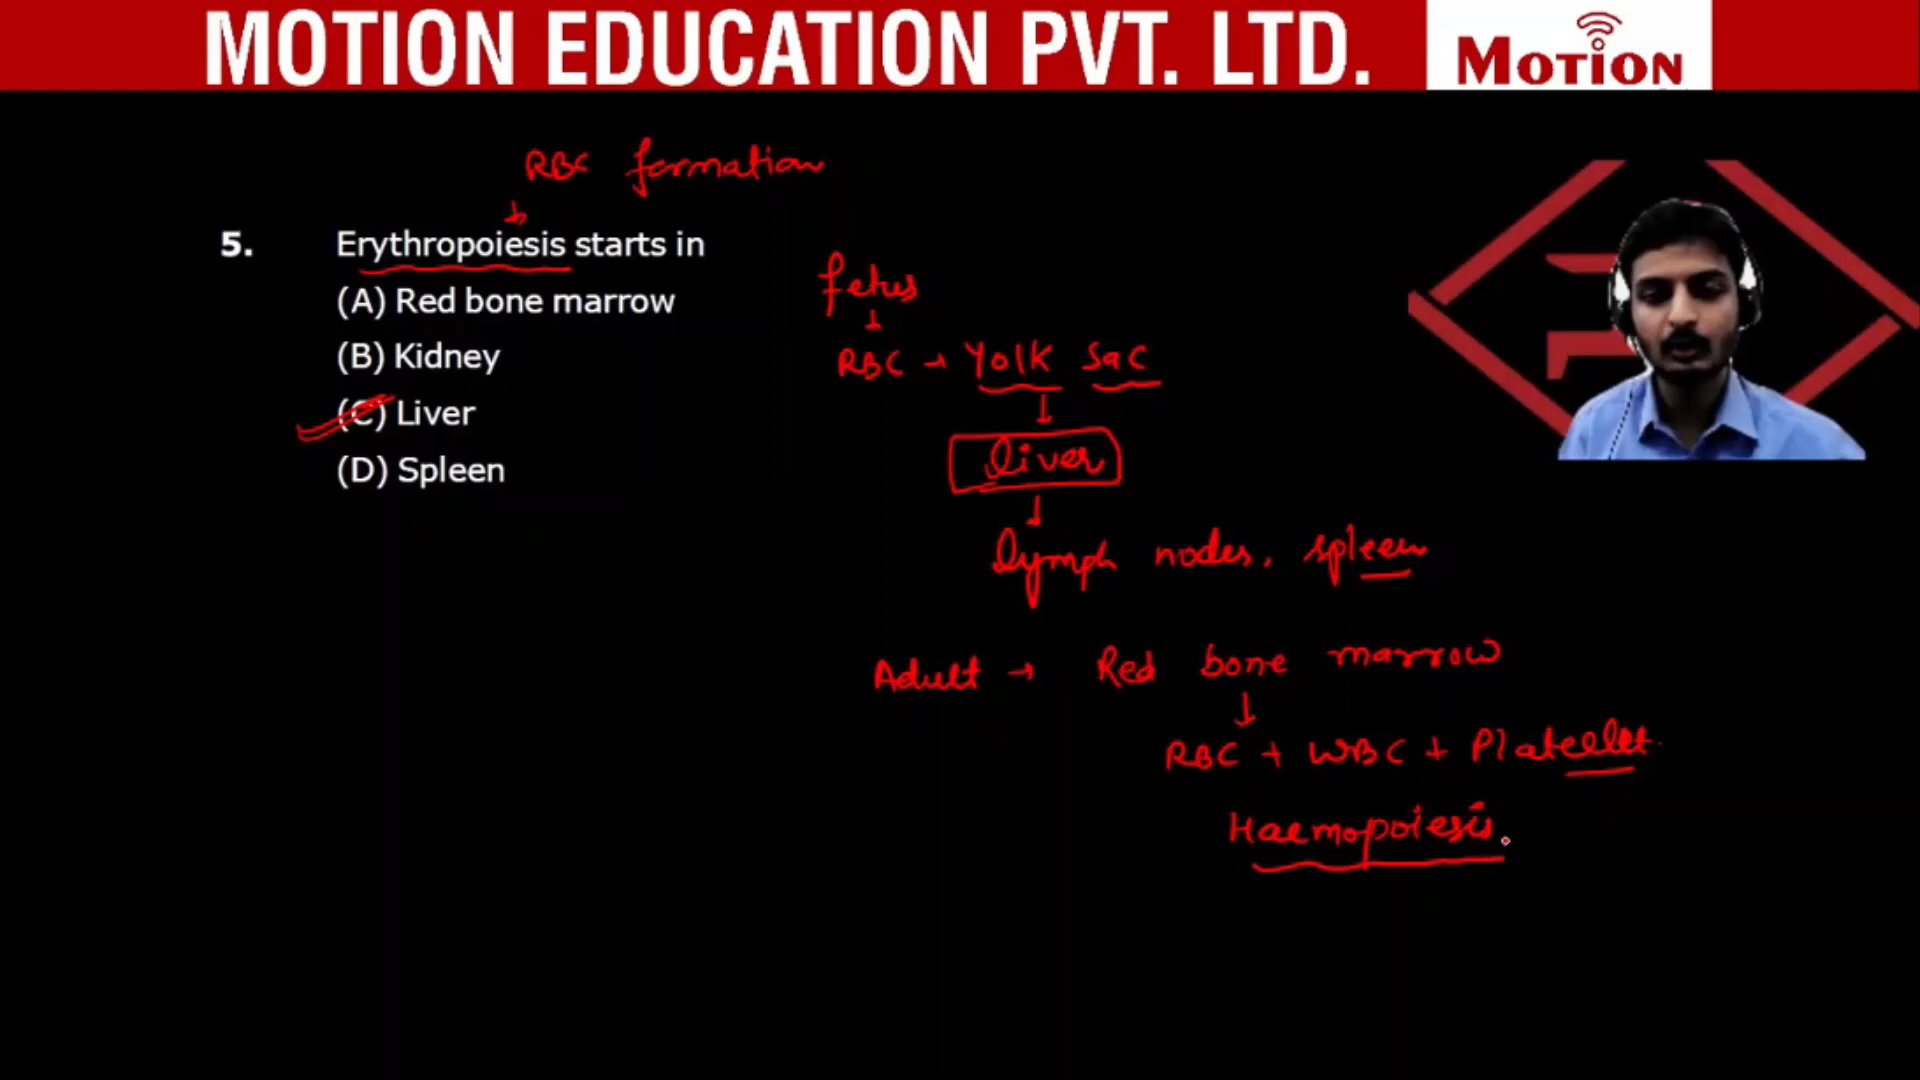 MOTION EDUCATION PVT. LTD.
MOTION
RBC formation
5. Erythropoiesis starts in
(A) Red bone marrow
(B) Kidney
(C) Liver
(D) Spleen
fetus
RBC → Yolk Sac
liver
lymph nodes, spleen
Adult → Red bone marrow
RBC + WBC + Platelet
Haemopoiesis.